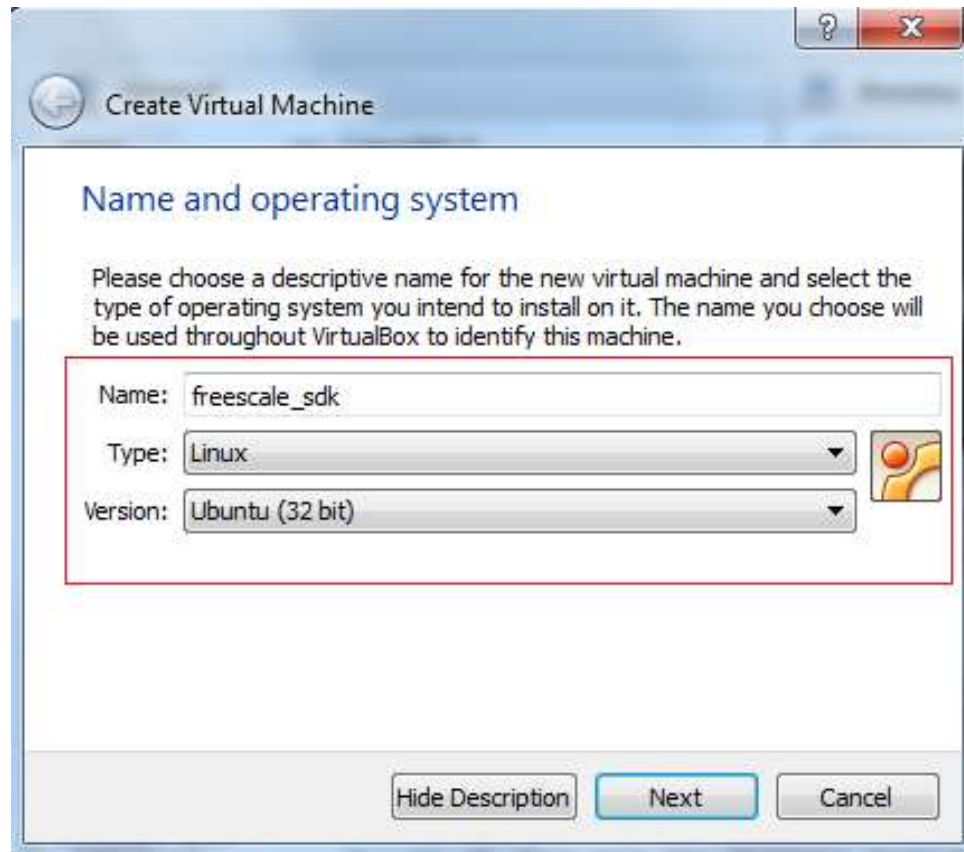 Create Virtual Machine
Name and operating system
Please choose a descriptive name for the new virtual machine and select the
type of operating system you intend to install on it. The name you choose will
be used throughout VirtualBox to identify this machine.
Name: freescale_sdk
Type: Linux
Version: Ubuntu (32 bit)
Hide Description Next Cancel